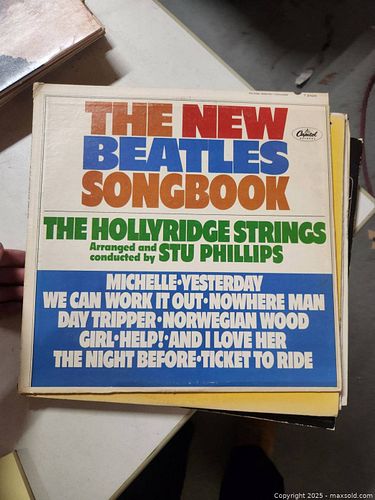 THE NEW
BEATLES
SONGBOOK
Capitol
THE HOLLYRIDGE STRINGS
Arranged and
conducted by STU PHILLIPS
MICHELLE•YESTERDAY
WE CAN WORK IT OUT•NOWHERE MAN
DAY TRIPPER•NORWEGIAN WOOD
GIRL•HELP!•AND I LOVE HER
THE NIGHT BEFORE•TICKET TO RIDE
Copyright 2025 - maxsold.com